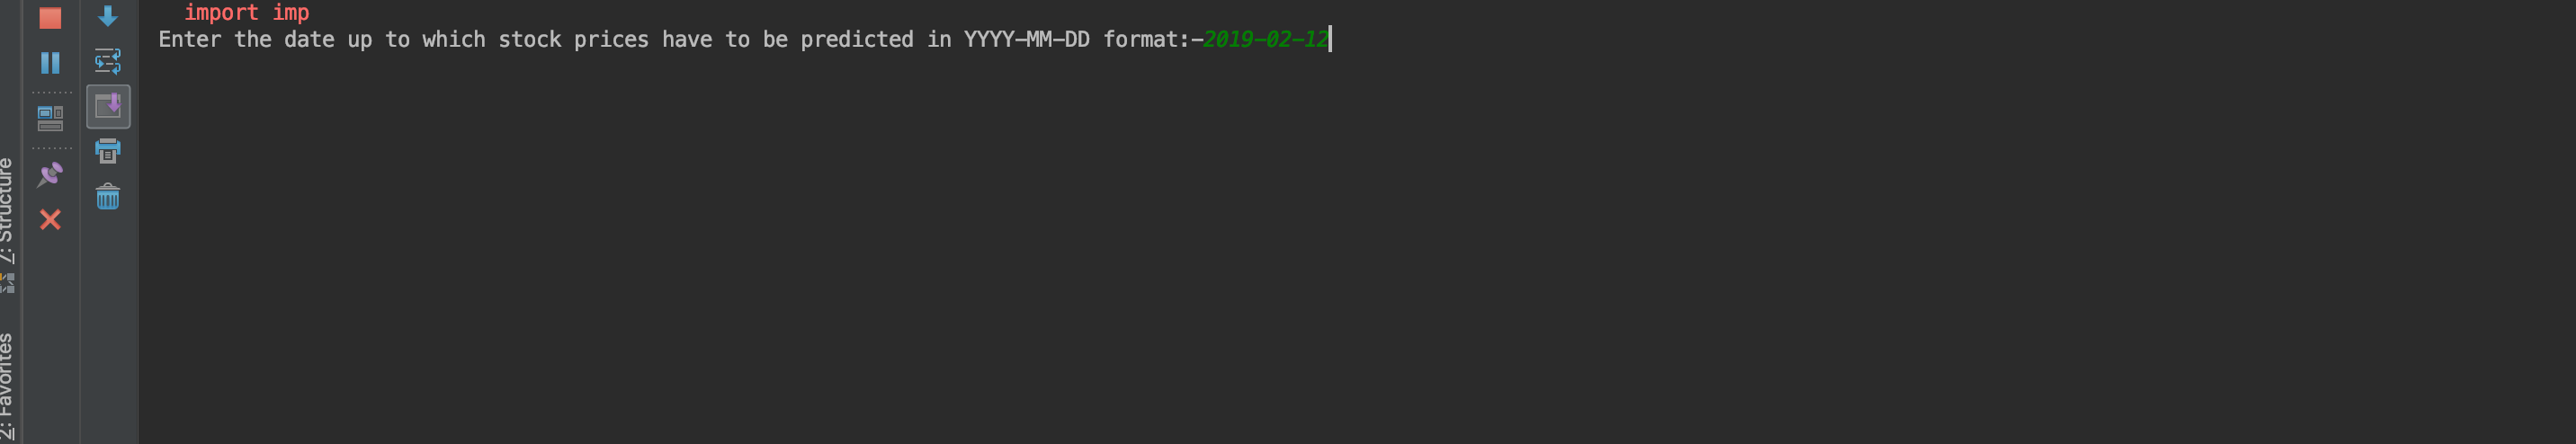 import imp
Enter the date up to which stock prices have to be predicted in YYYY-MM-DD format:-2019-02-12
Z: Structure
2: Favorites